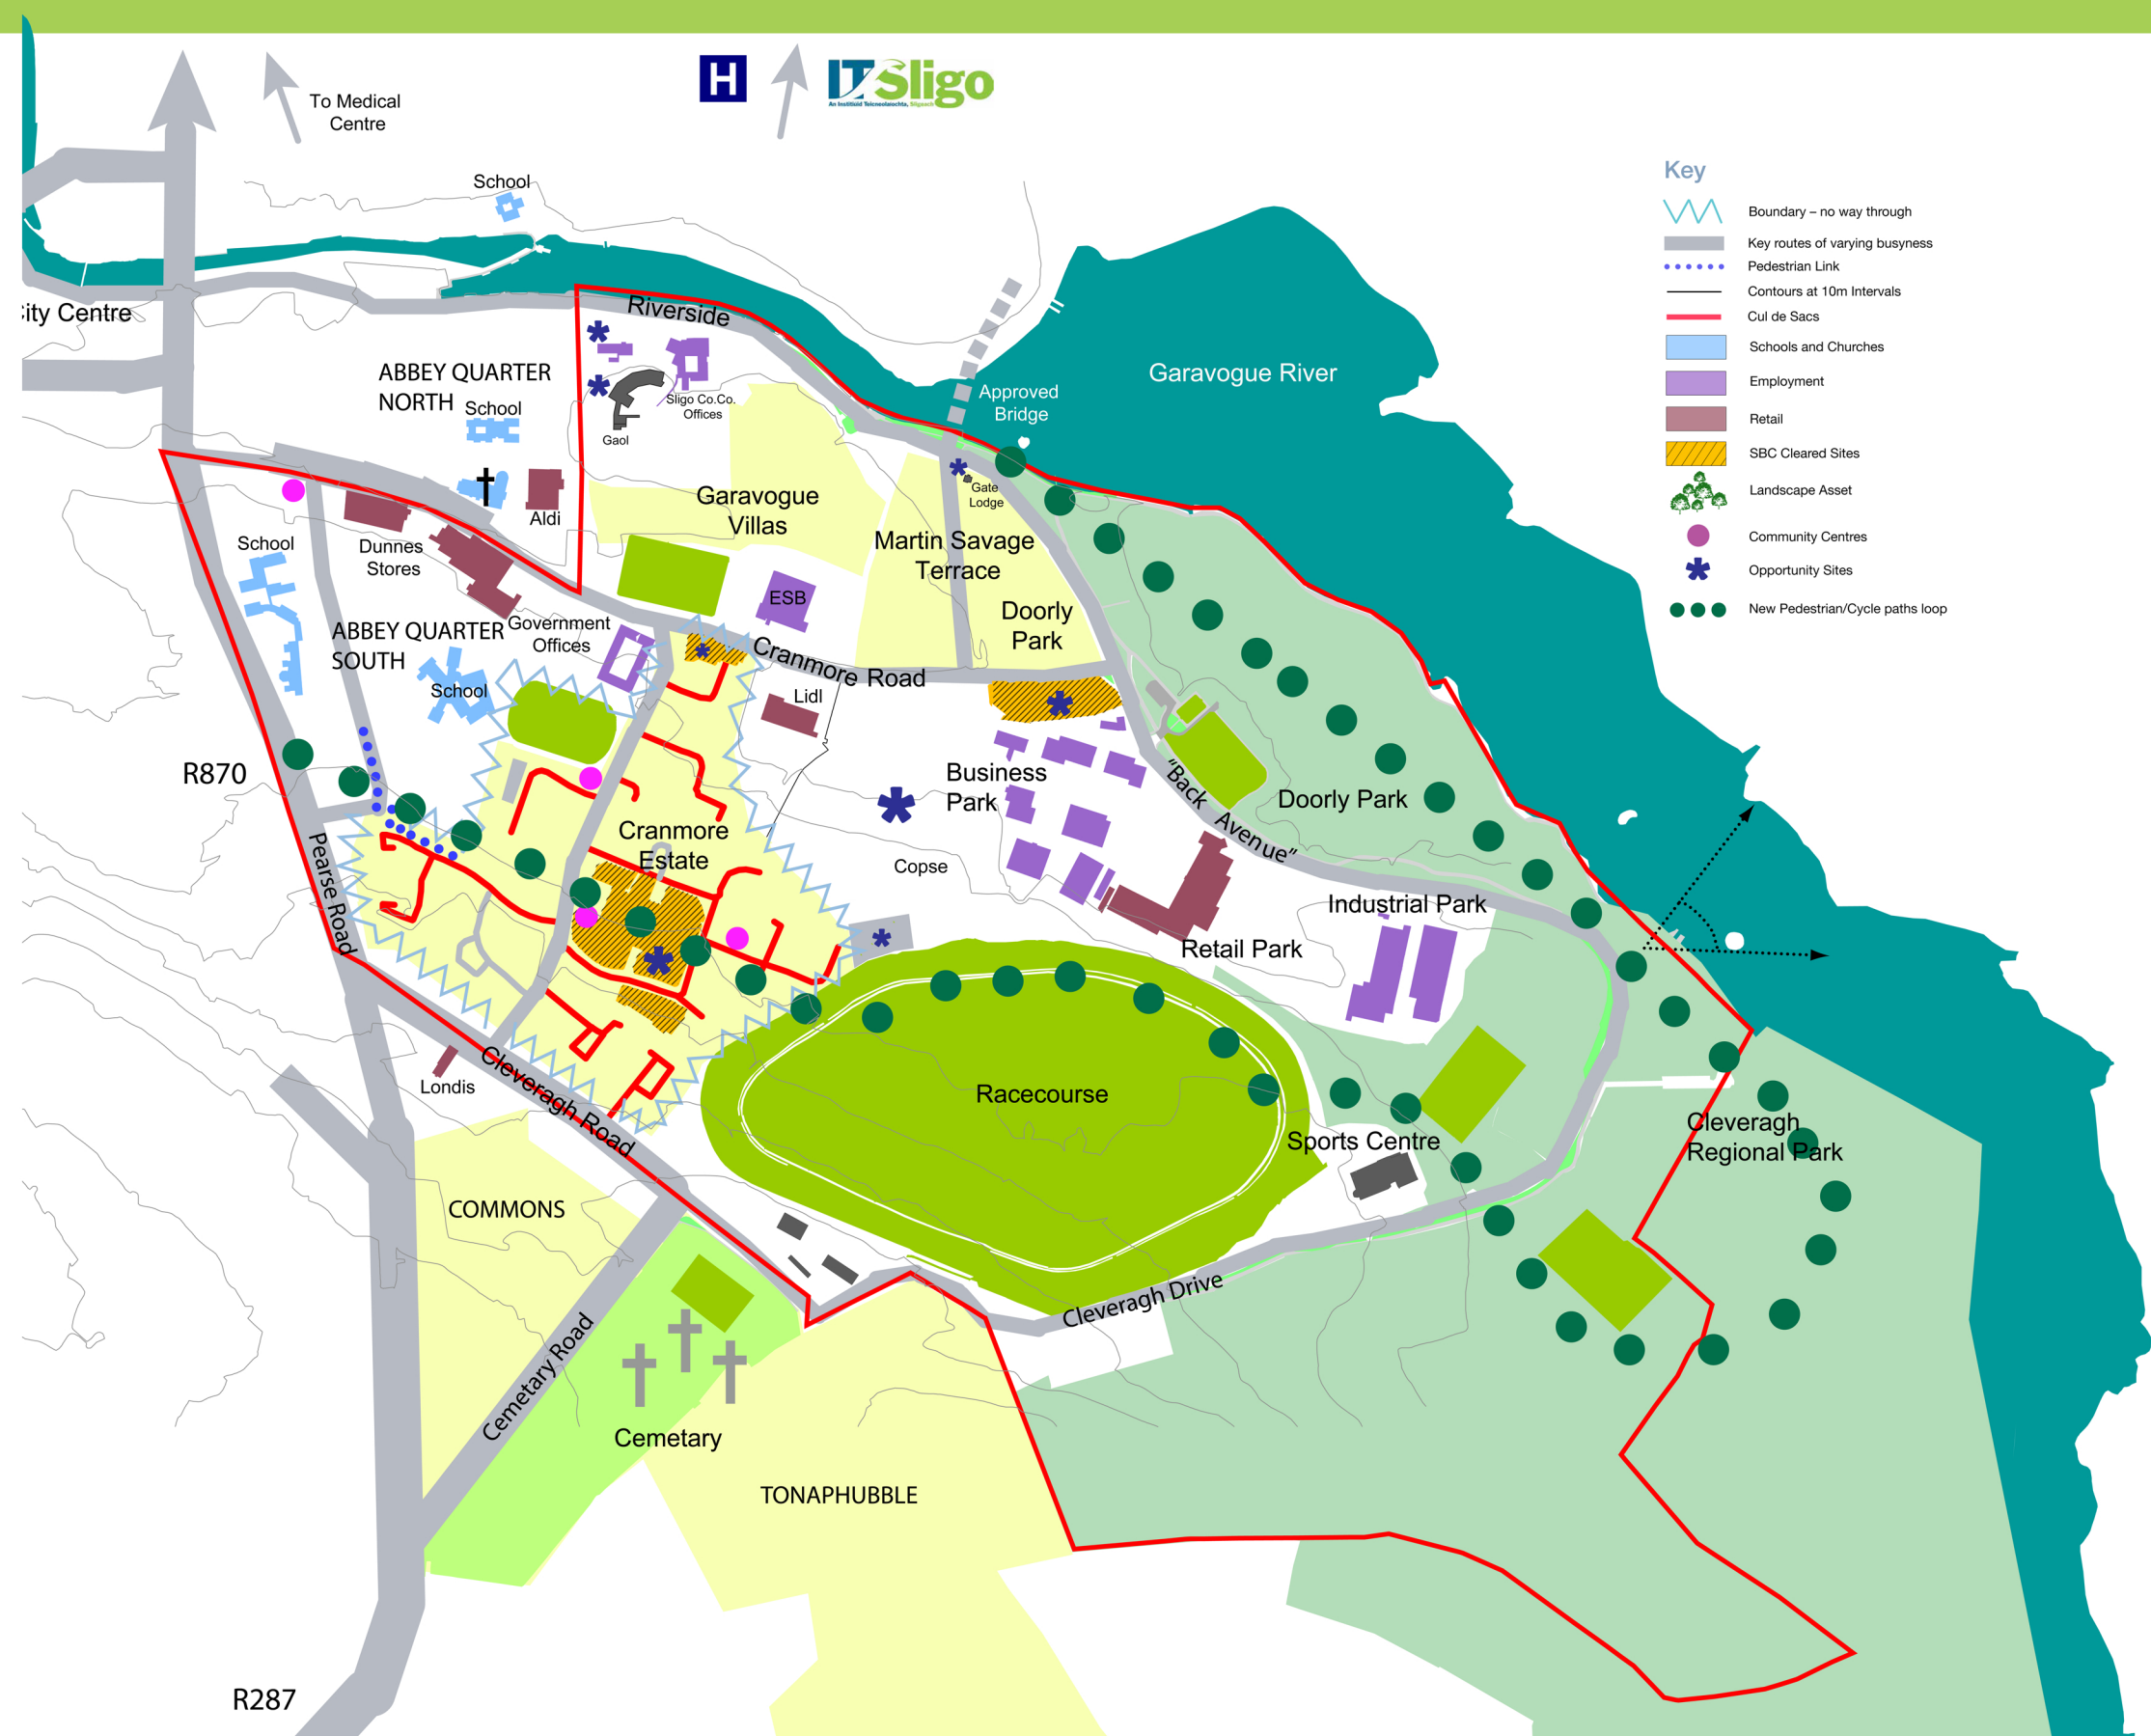 To Medical
Centre
H
ITSligo
An Institiúid Teicneolaíochta, Sligeach
School
Key
Boundary – no way through
Key routes of varying busyness
Pedestrian Link
Contours at 10m Intervals
Cul de Sacs
Schools and Churches
Employment
Retail
SBC Cleared Sites
Landscape Asset
Community Centres
Opportunity Sites
New Pedestrian/Cycle paths loop
ity Centre
Riverside
ABBEY QUARTER
NORTH
School
Sligo Co.Co.
Offices
Gaol
Approved
Bridge
Garavogue River
Aldi
Garavogue
Villas
Gate
Lodge
Dunnes
Stores
School
Martin Savage
Terrace
ESB
Doorly
Park
ABBEY QUARTER
SOUTH
Government
Offices
School
Cranmore Road
Lidl
R870
Business
Park
"Back
Avenue"
Doorly Park
Cranmore
Estate
Copse
Pearse Road
Industrial Park
Retail Park
Londis
Cleveragh Road
Racecourse
Sports Centre
Cleveragh
Regional Park
COMMONS
Cleveragh Drive
Cemetary Road
Cemetary
TONAPHUBBLE
R287